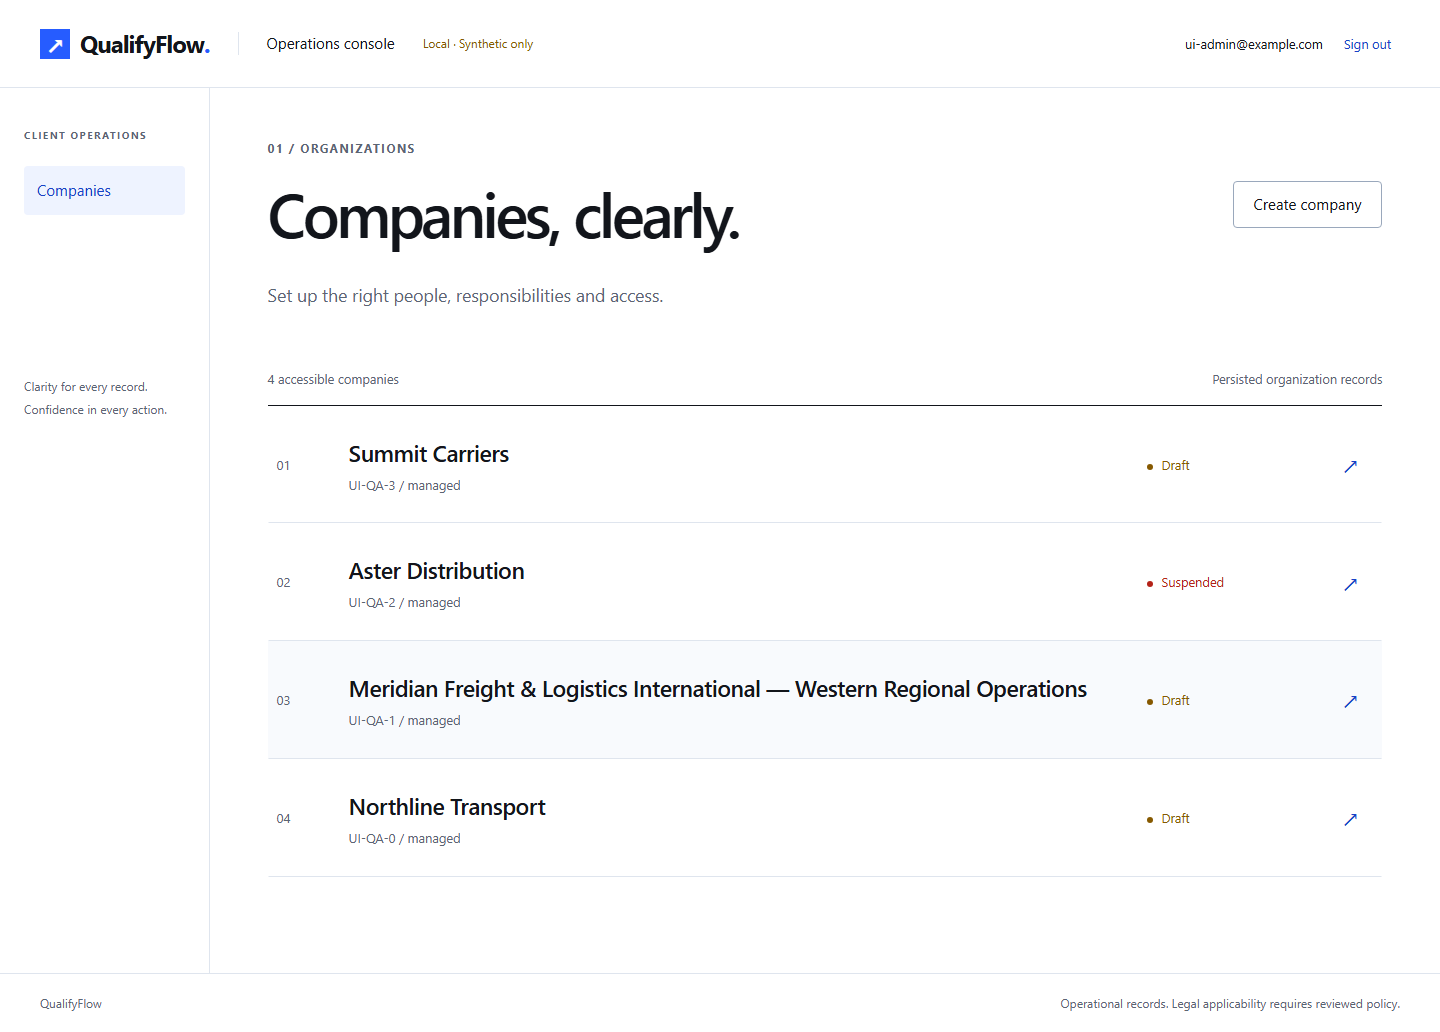 QualifyFlow.
Operations console
Local · Synthetic only
ui-admin@example.com
Sign out
CLIENT OPERATIONS
Companies
Clarity for every record.
Confidence in every action.
01 / ORGANIZATIONS
Companies, clearly.
Create company
Set up the right people, responsibilities and access.
4 accessible companies
Persisted organization records
01
Summit Carriers
UI-QA-3 / managed
Draft
02
Aster Distribution
UI-QA-2 / managed
Suspended
03
Meridian Freight & Logistics International — Western Regional Operations
UI-QA-1 / managed
Draft
04
Northline Transport
UI-QA-0 / managed
Draft
QualifyFlow
Operational records. Legal applicability requires reviewed policy.